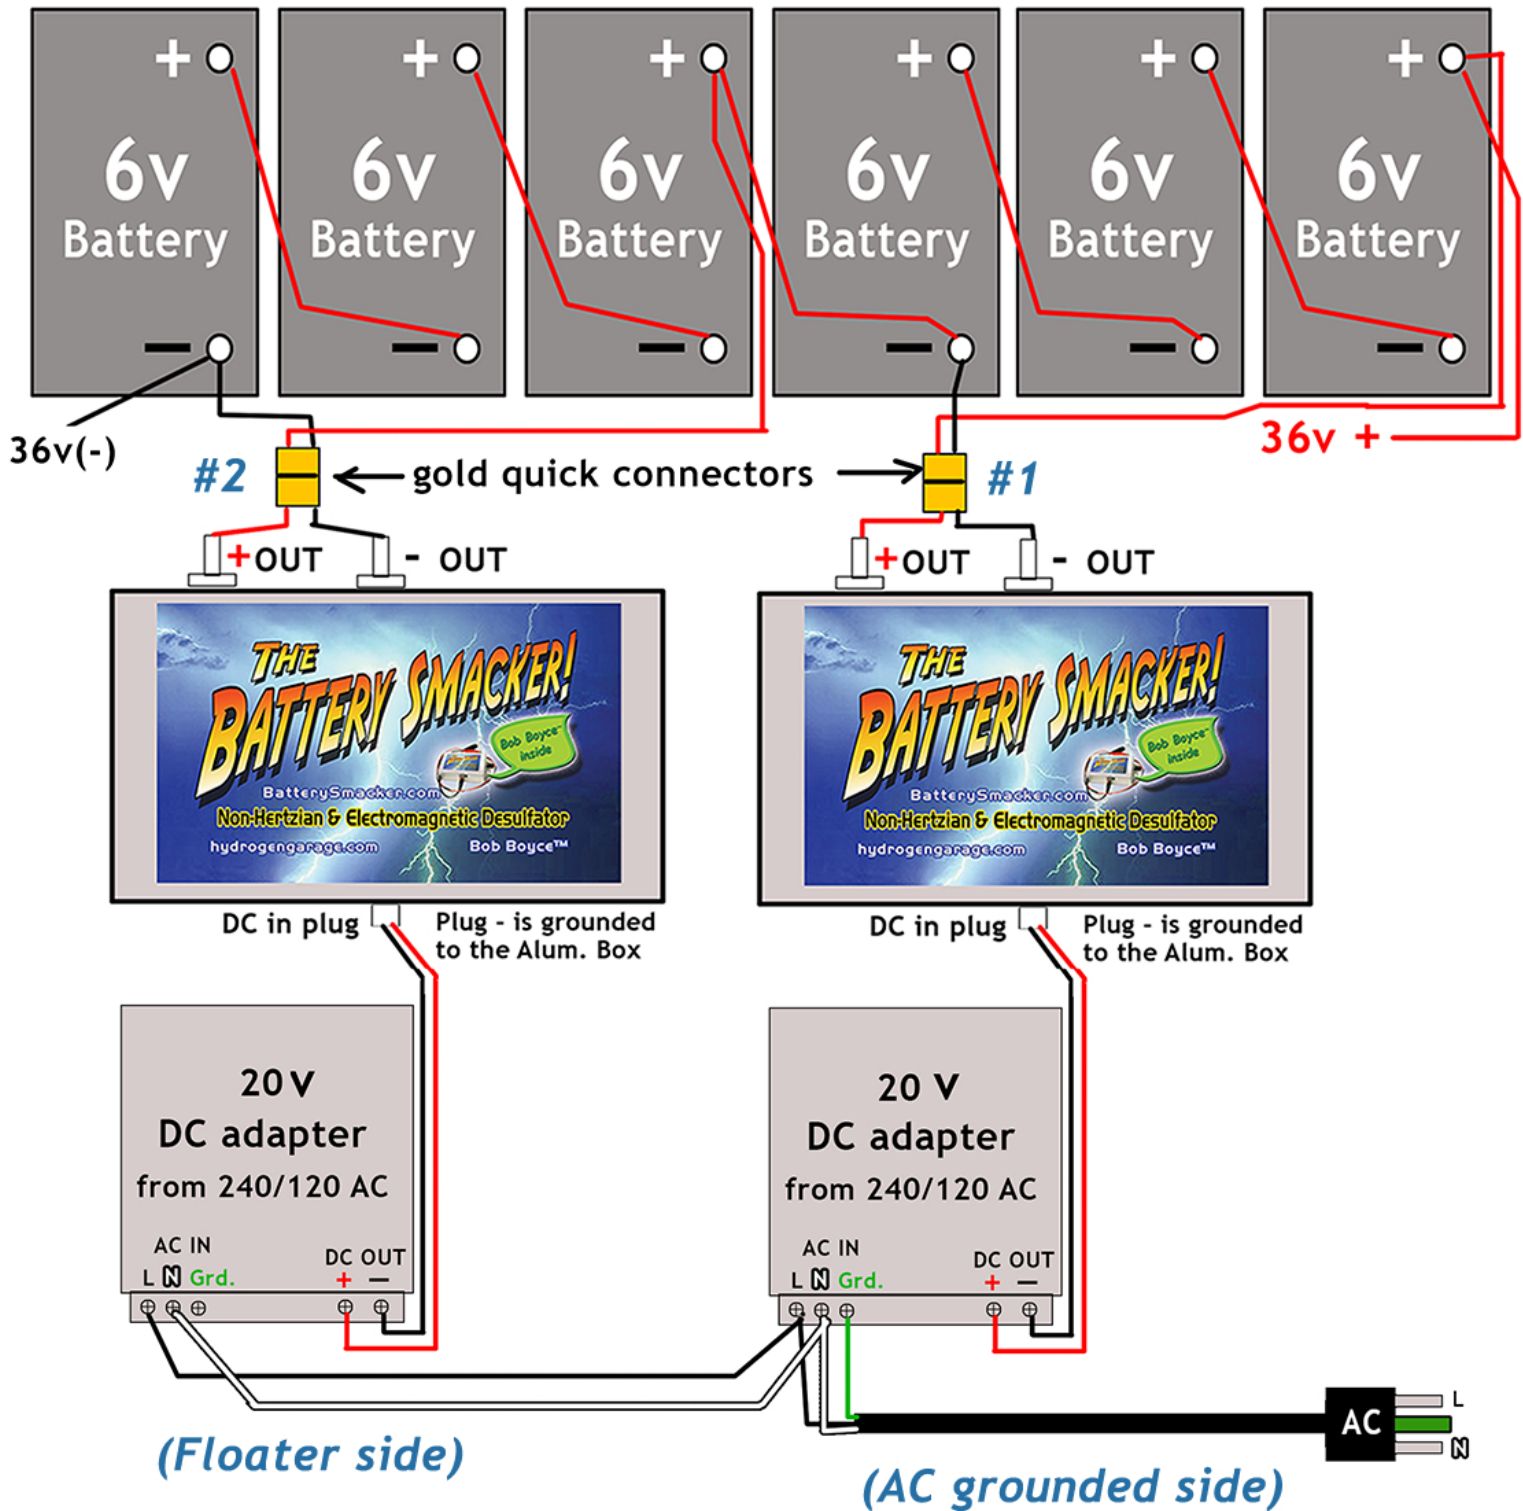 +
+
+
+
+
+
6v
Battery
6v
Battery
6v
Battery
6v
Battery
6v
Battery
6v
Battery
36v(-)
36v +
#2
gold quick connectors
#1
+OUT
- OUT
+OUT
- OUT
THE
BATTERY SMACKER!
Bob Boyce™
inside
BatterySmacker.com
Non-Hertzian & Electromagnetic Desulfator
hydrogengarage.com
Bob Boyce™
THE
BATTERY SMACKER!
Bob Boyce™
inside
BatterySmacker.com
Non-Hertzian & Electromagnetic Desulfator
hydrogengarage.com
Bob Boyce™
DC in plug
Plug - is grounded
to the Alum. Box
DC in plug
Plug - is grounded
to the Alum. Box
20 V
DC adapter
from 240/120 AC
AC IN
L N Grd.
DC OUT
+ −
20 V
DC adapter
from 240/120 AC
AC IN
L N Grd.
DC OUT
+ −
L
AC
N
(Floater side)
(AC grounded side)